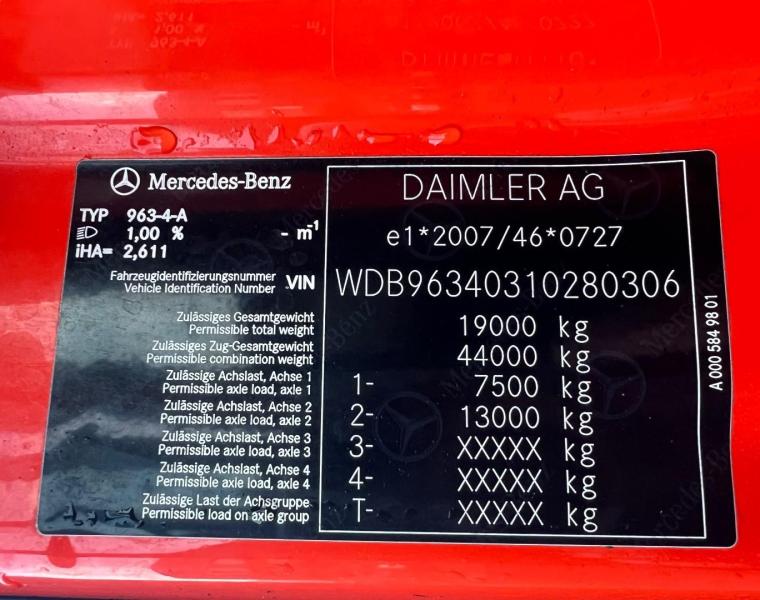 Mercedes-Benz
DAIMLER AG
TYP 963-4-A
1,00 % - m-1
iHA= 2,611
e1*2007/46*0727
Fahrzeugidentifizierungsnummer
Vehicle Identification Number VIN WDB96340310280306
Zulässiges Gesamtgewicht
Permissible total weight 19000 kg
Zulässiges Zug-Gesamtgewicht
Permissible combination weight 44000 kg
Zulässige Achslast, Achse 1
Permissible axle load, axle 1 1- 7500 kg
Zulässige Achslast, Achse 2
Permissible axle load, axle 2 2- 13000 kg
Zulässige Achslast, Achse 3
Permissible axle load, axle 3 3- XXXXX kg
Zulässige Achslast, Achse 4
Permissible axle load, axle 4 4- XXXXX kg
Zulässige Last der Achsgruppe
Permissible load on axle group T- XXXXX kg
A 000 584 98 01